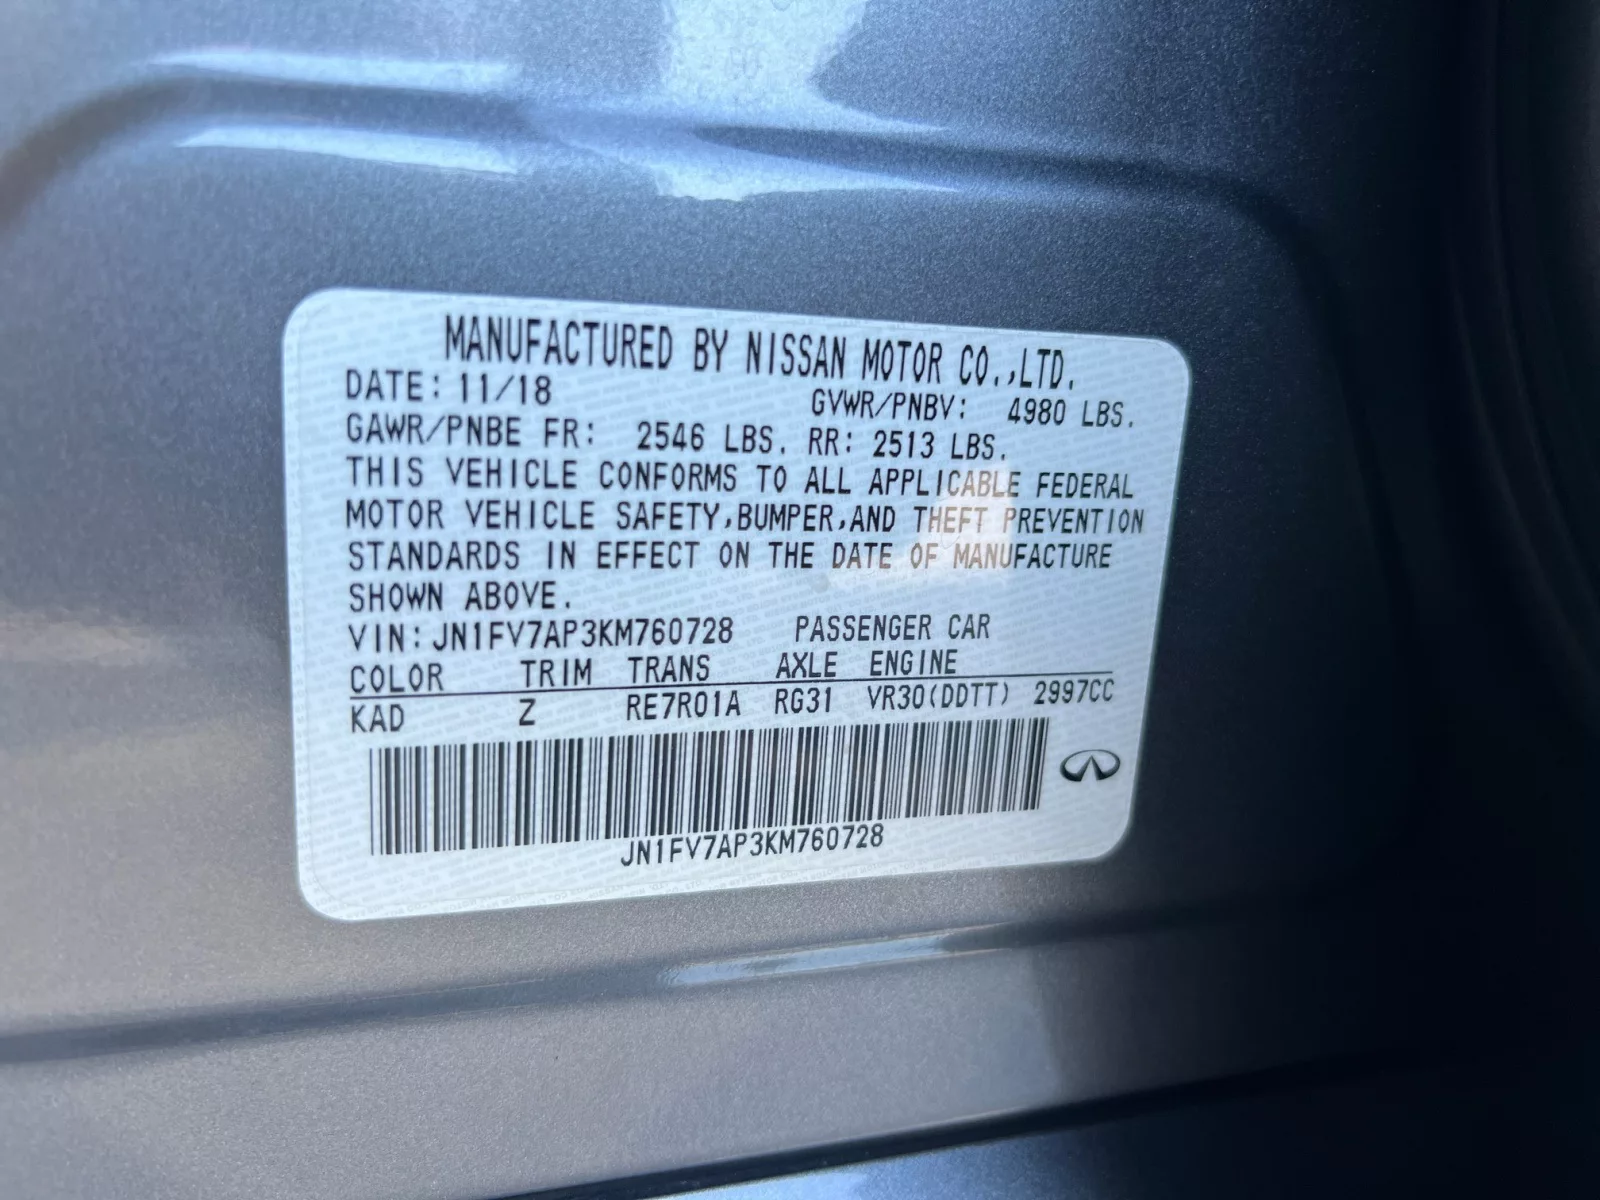 MANUFACTURED BY NISSAN MOTOR CO.,LTD.
DATE: 11/18 GVWR/PNBV: 4980 LBS.
GAWR/PNBE FR: 2546 LBS. RR: 2513 LBS.
THIS VEHICLE CONFORMS TO ALL APPLICABLE FEDERAL
MOTOR VEHICLE SAFETY,BUMPER,AND THEFT PREVENTION
STANDARDS IN EFFECT ON THE DATE OF MANUFACTURE
SHOWN ABOVE.
VIN:JN1FV7AP3KM760728 PASSENGER CAR
COLOR TRIM TRANS AXLE ENGINE
KAD Z RE7R01A RG31 VR30(DDTT) 2997CC
JN1FV7AP3KM760728